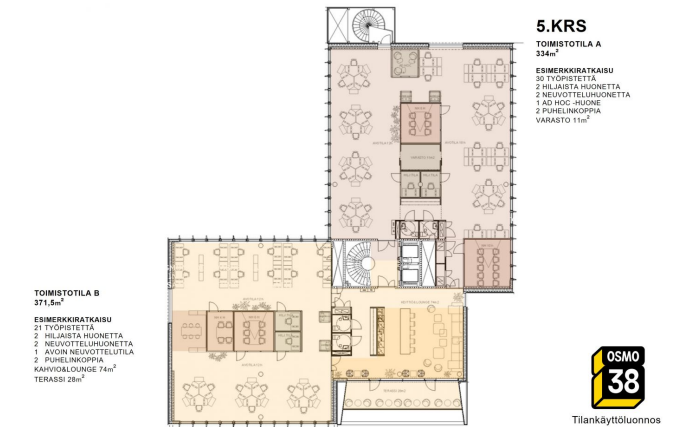 5.KRS
TOIMISTOTILA A
334m²
ESIMERKKIRATKAISU
30 TYÖPISTETTÄ
2 HILJAISTA HUONETTA
2 NEUVOTTELUHUONETTA
1 AD HOC -HUONE
2 PUHELINKOPPIA
VARASTO 11m²
TOIMISTOTILA B
371,5m²
ESIMERKKIRATKAISU
21 TYÖPISTETTÄ
2 HILJAISTA HUONETTA
2 NEUVOTTELUHUONETTA
1 AVOIN NEUVOTTELUTILA
2 PUHELINKOPPIA
KAHVIO&LOUNGE 74m²
TERASSI 28m²
OSMO
38
Tilankäyttöluonnos